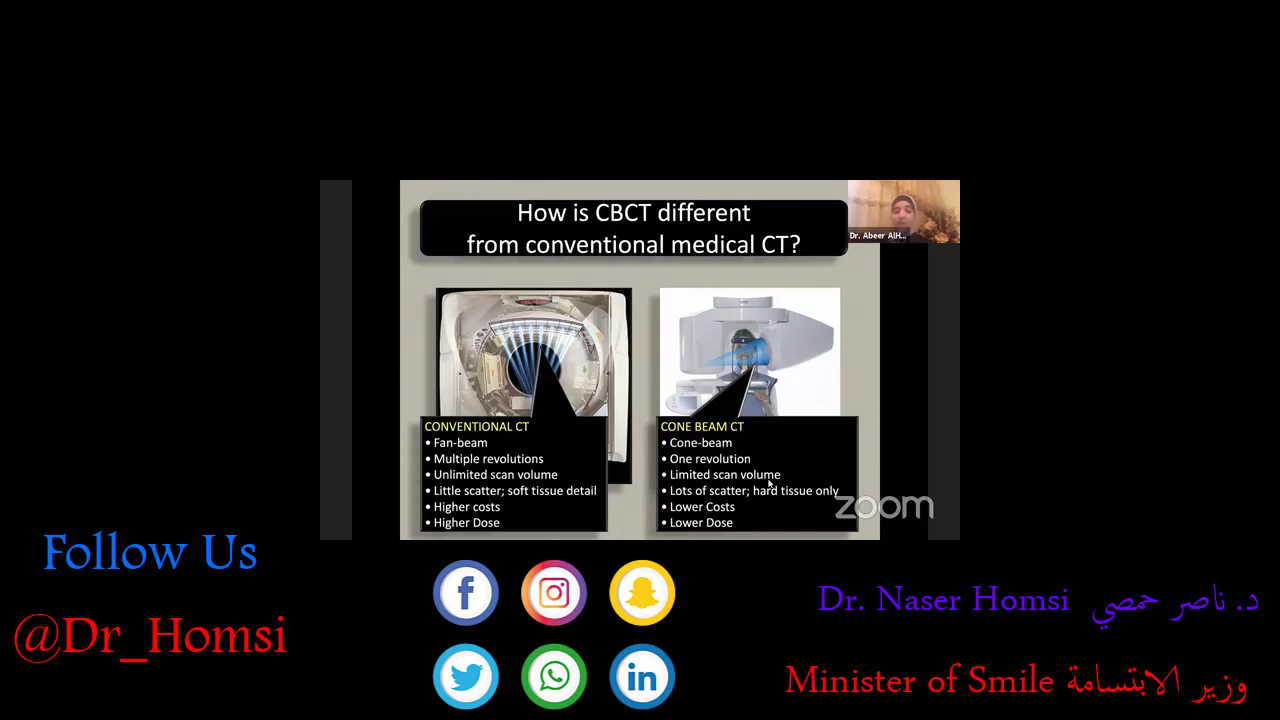 How is CBCT different
from conventional medical CT?
Dr. Abeer AlH...
CONVENTIONAL CT
• Fan-beam
• Multiple revolutions
• Unlimited scan volume
• Little scatter; soft tissue detail
• Higher costs
• Higher Dose
CONE BEAM CT
• Cone-beam
• One revolution
• Limited scan volume
• Lots of scatter; hard tissue only
• Lower Costs
• Lower Dose
zoom
Follow Us
@Dr_Homsi
Dr. Naser Homsi د. ناصر حمصي
Minister of Smile وزير الابتسامة